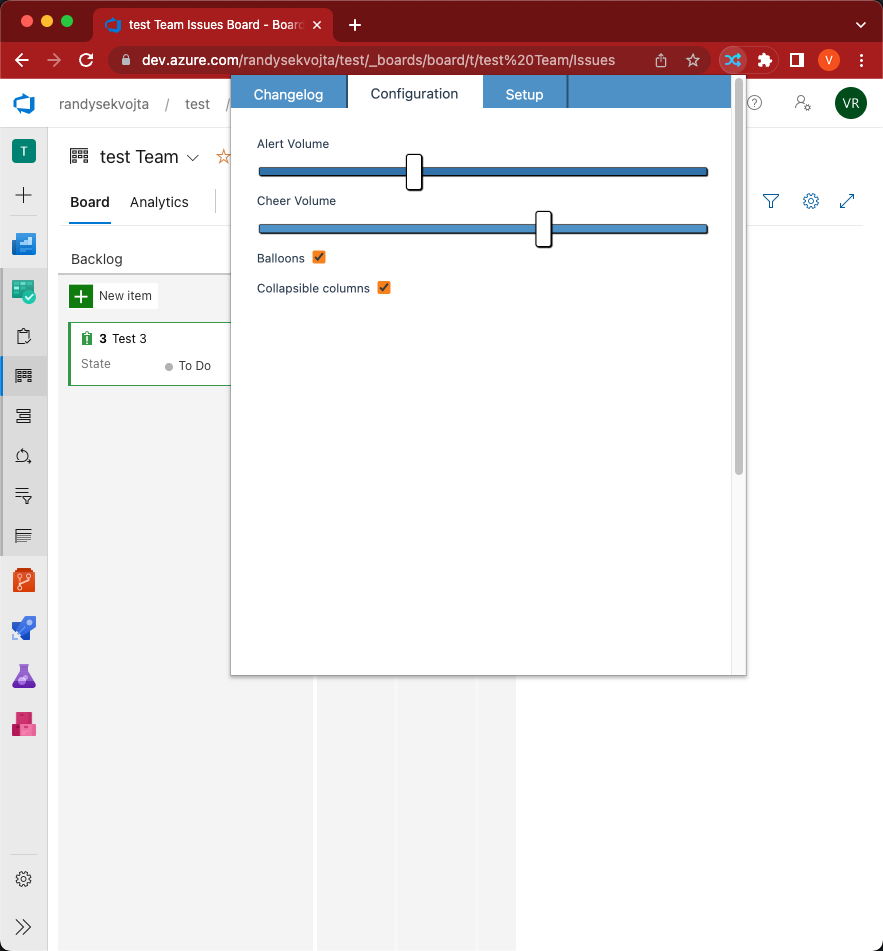 test Team Issues Board - Boar
dev.azure.com/randysekvojta/test/_boards/board/t/test%20Team/Issues
V
randysekvojta / test /
Changelog
Configuration
Setup
VR
T
test Team
Alert Volume
Board
Analytics
Cheer Volume
Backlog
Balloons
Collapsible columns
New item
3 Test 3
State
To Do